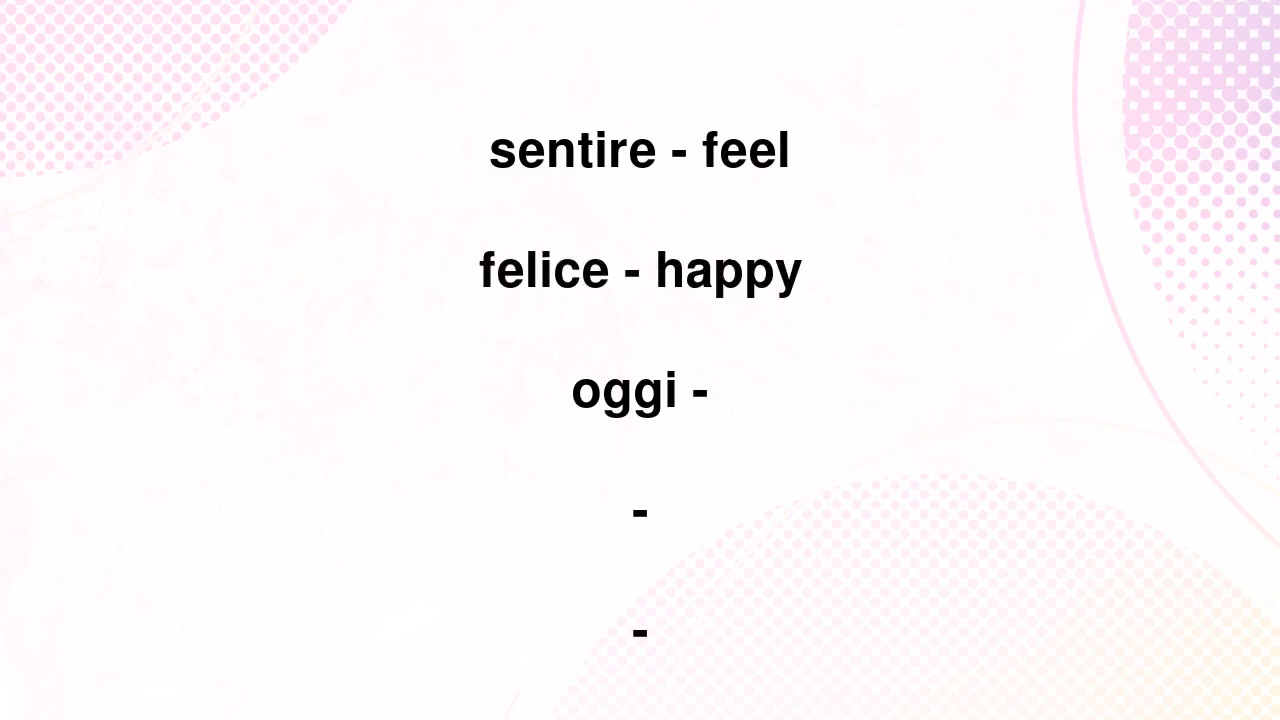 sentire - feel
felice - happy
oggi -
-
-